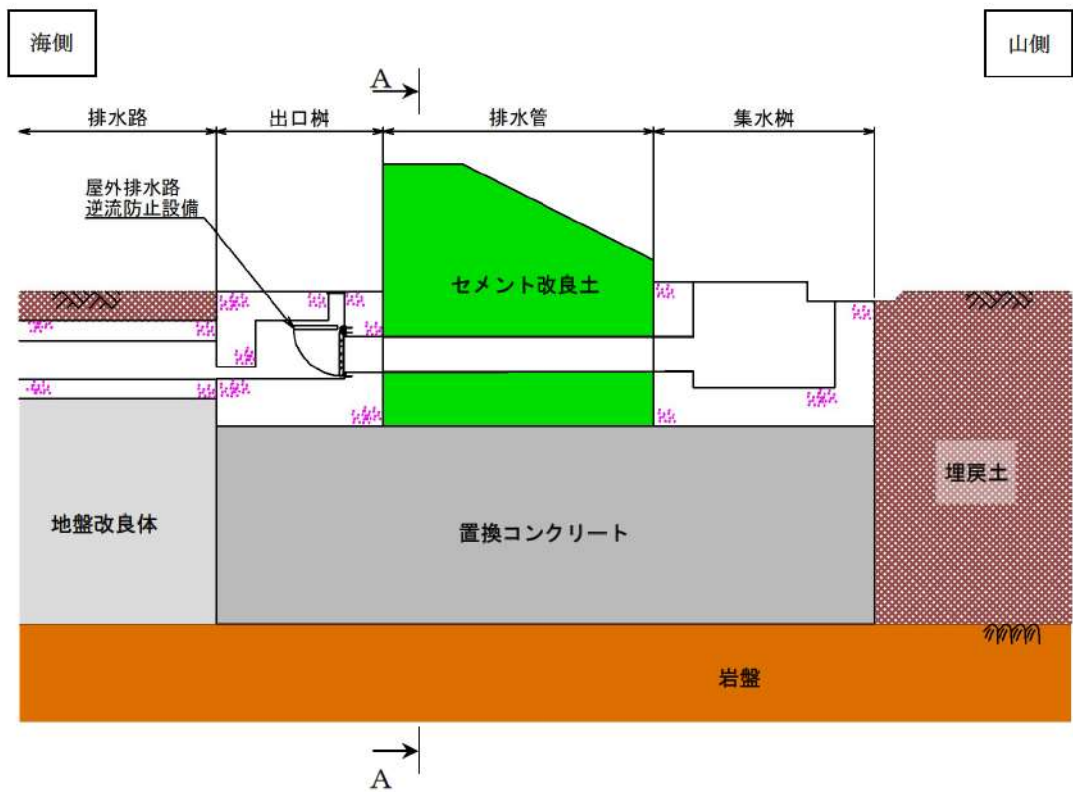 海側
山側
A
排水路
出口桝
排水管
集水桝
屋外排水路
逆流防止設備
セメント改良土
埋戻土
地盤改良体
置換コンクリート
岩盤
A